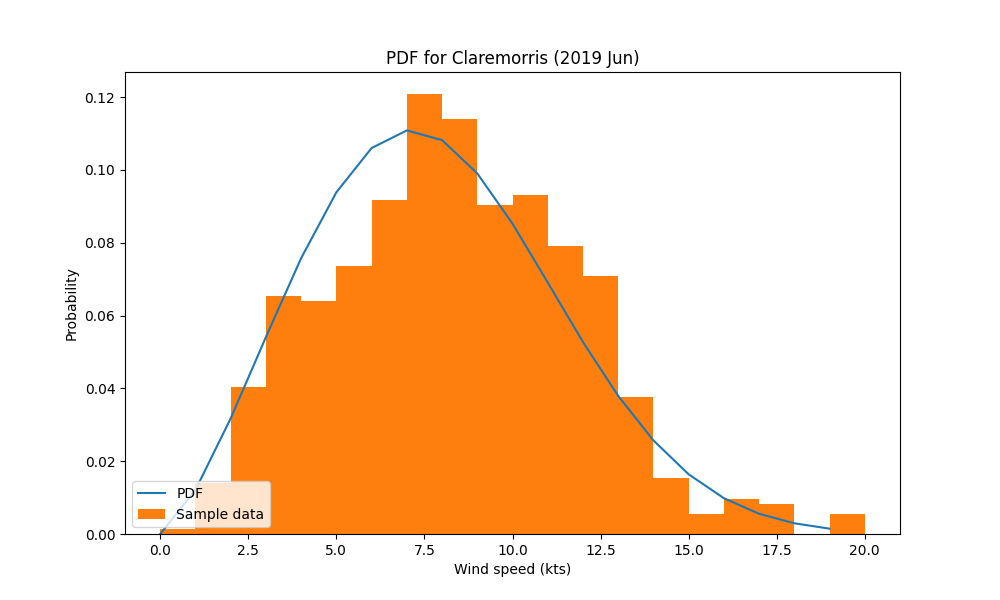 PDF for Claremorris (2019 Jun)
0.12
0.10
0.08
0.06
0.04
0.02
0.00
Probability
PDF
Sample data
0.0 2.5 5.0 7.5 10.0 12.5 15.0 17.5 20.0
Wind speed (kts)